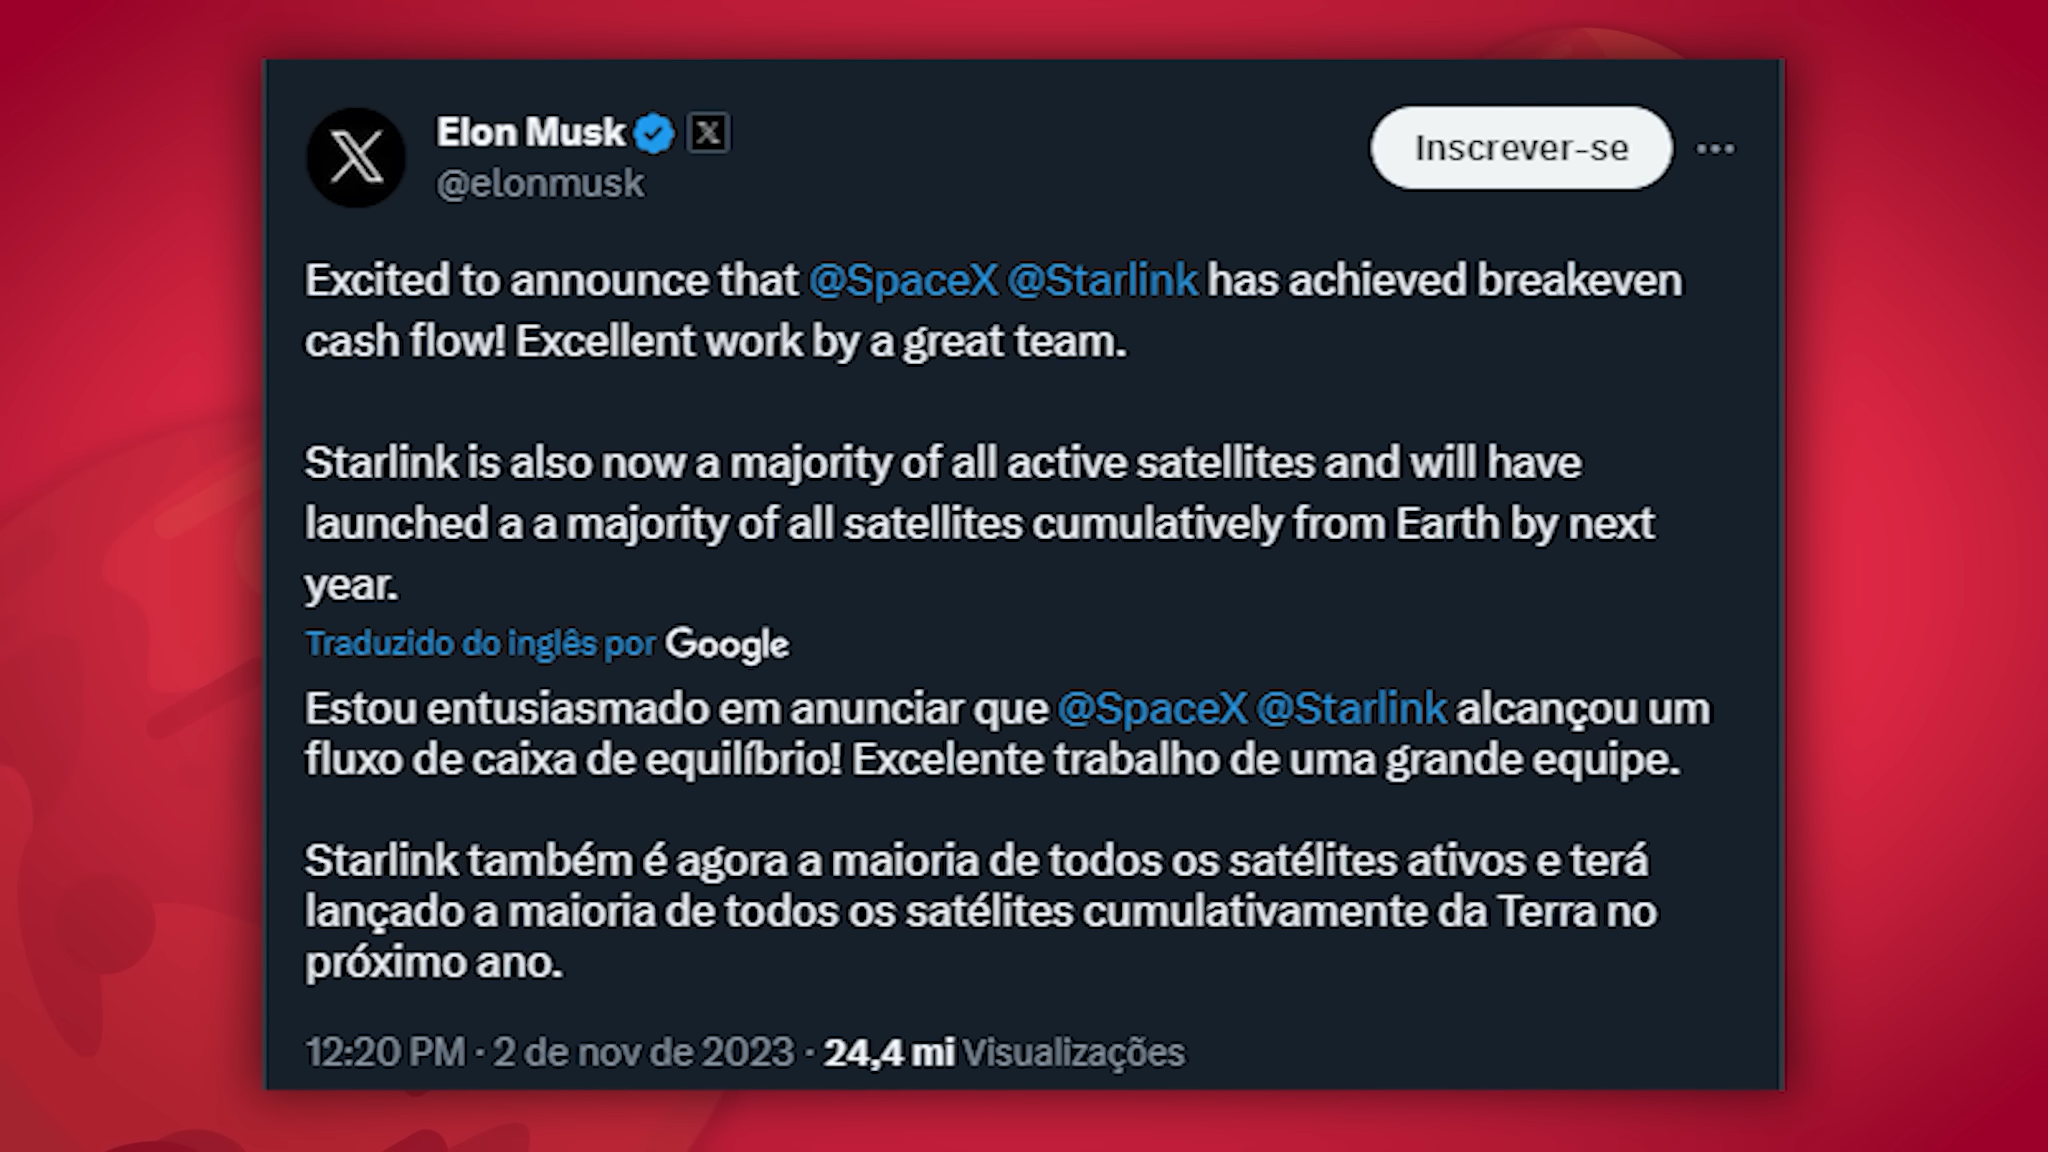 Elon Musk
@elonmusk
Inscrever-se
Excited to announce that @SpaceX @Starlink has achieved breakeven
cash flow! Excellent work by a great team.
Starlink is also now a majority of all active satellites and will have
launched a a majority of all satellites cumulatively from Earth by next
year.
Traduzido do inglês por Google
Estou entusiasmado em anunciar que @SpaceX @Starlink alcançou um
fluxo de caixa de equilíbrio! Excelente trabalho de uma grande equipe.
Starlink também é agora a maioria de todos os satélites ativos e terá
lançado a maioria de todos os satélites cumulativamente da Terra no
próximo ano.
12:20 PM · 2 de nov de 2023 · 24,4 mi Visualizações